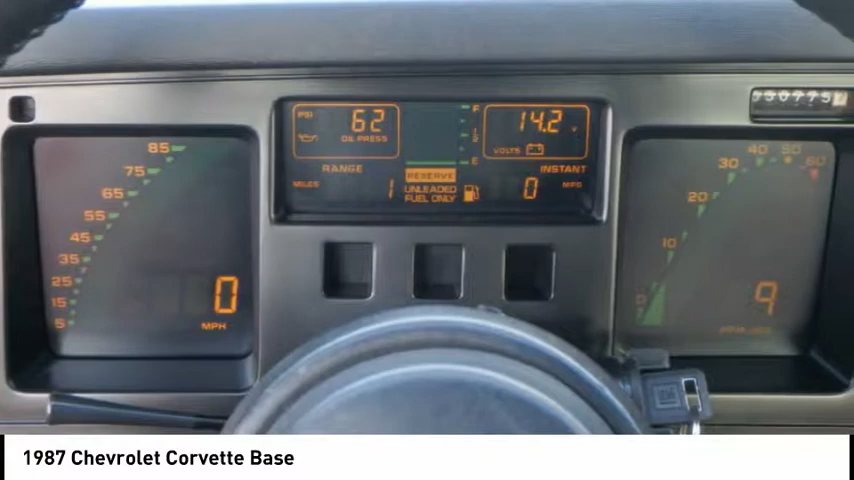 85
75
65
55
45
35
25
15
5
0
MPH
PSI
62
OIL PRESS
RANGE
MILES
1
F
E
RESERVE
UNLEADED
FUEL ONLY
14.2
VOLTS
INSTANT
0
MPG
40 50 60
30
20
10
0
9
1987 Chevrolet Corvette Base